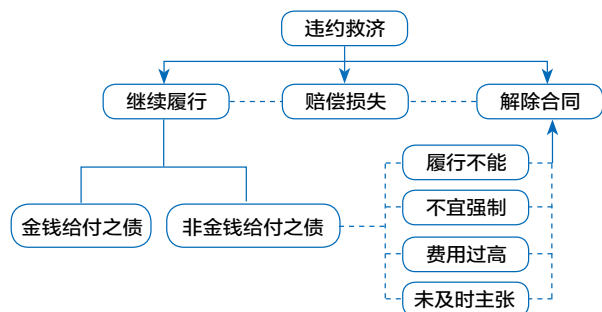 违约救济
继续履行
赔偿损失
解除合同
履行不能
金钱给付之债
非金钱给付之债
不宜强制
费用过高
未及时主张